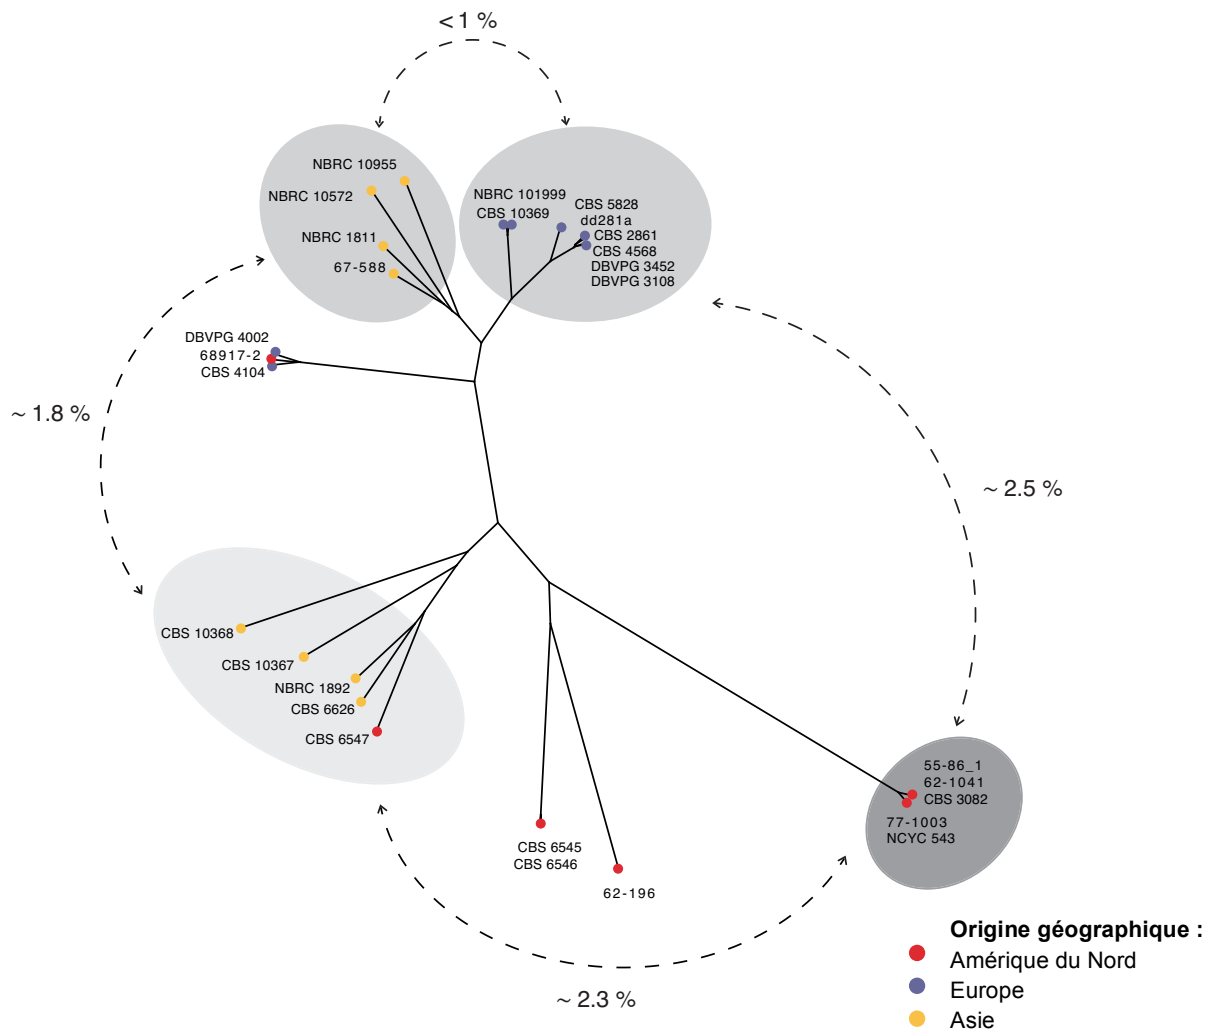 < 1 %
NBRC 10955
NBRC 10572
NBRC 1811
67-588
NBRC 101999
CBS 10369
CBS 5828
dd281a
CBS 2861
CBS 4568
DBVPG 3452
DBVPG 3108
DBVPG 4002
68917-2
CBS 4104
~ 1.8 %
~ 2.5 %
CBS 10368
CBS 10367
NBRC 1892
CBS 6626
CBS 6547
CBS 6545
CBS 6546
62-196
55-86_1
62-1041
CBS 3082
77-1003
NCYC 543
~ 2.3 %
Origine géographique :
Amérique du Nord
Europe
Asie